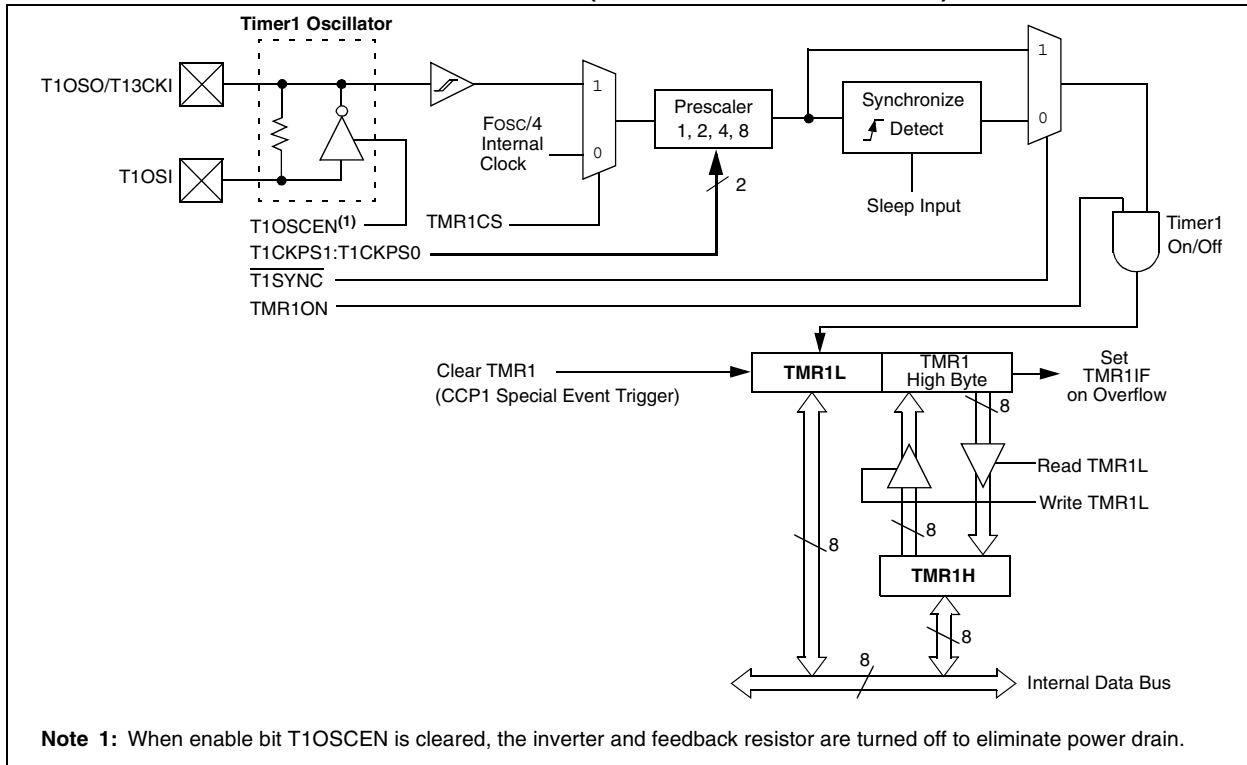 Timer1 Oscillator
T1OSO/T13CKI
T1OSI
1
0
FOSC/4
Internal
Clock
Prescaler
1, 2, 4, 8
2
Synchronize
Detect
Sleep Input
1
0
T1OSCEN(1)
TMR1CS
T1CKPS1:T1CKPS0
T1SYNC
TMR1ON
Timer1
On/Off
Clear TMR1
(CCP1 Special Event Trigger)
TMR1L
TMR1
High Byte
Set
TMR1IF
on Overflow
8
Read TMR1L
Write TMR1L
8
8
TMR1H
8
8
Internal Data Bus
Note 1: When enable bit T1OSCEN is cleared, the inverter and feedback resistor are turned off to eliminate power drain.